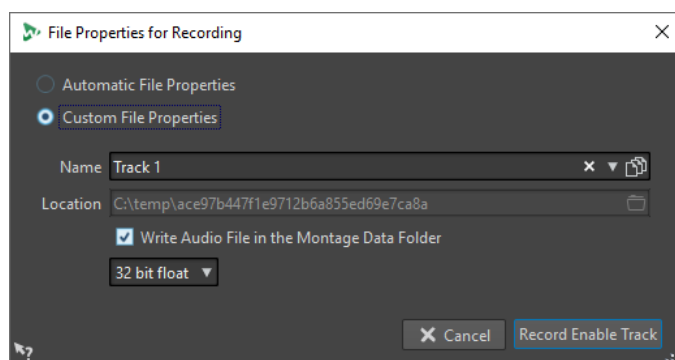 File Properties for Recording
Automatic File Properties
Custom File Properties
Name Track 1
Location C:\temp\ace97b447f1e9712b6a855ed69e7ca8a
Write Audio File in the Montage Data Folder
32 bit float
Cancel Record Enable Track
?